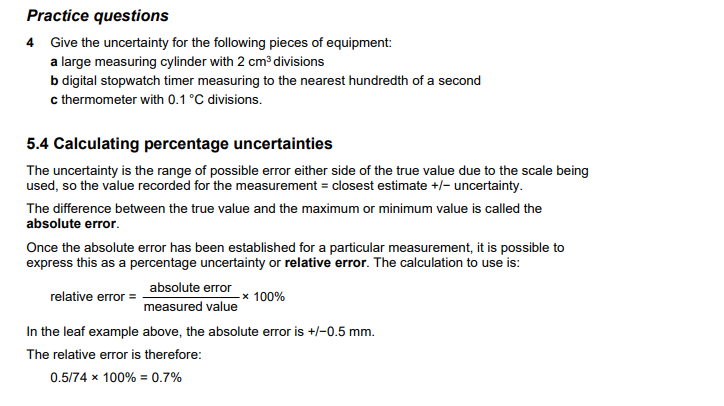 Practice questions
4 Give the uncertainty for the following pieces of equipment:
a large measuring cylinder with 2 cm³ divisions
b digital stopwatch timer measuring to the nearest hundredth of a second
c thermometer with 0.1 °C divisions.
5.4 Calculating percentage uncertainties
The uncertainty is the range of possible error either side of the true value due to the scale being
used, so the value recorded for the measurement = closest estimate +/− uncertainty.
The difference between the true value and the maximum or minimum value is called the
absolute error.
Once the absolute error has been established for a particular measurement, it is possible to
express this as a percentage uncertainty or relative error. The calculation to use is:
relative error = absolute error / measured value × 100%
In the leaf example above, the absolute error is +/−0.5 mm.
The relative error is therefore:
0.5/74 × 100% = 0.7%